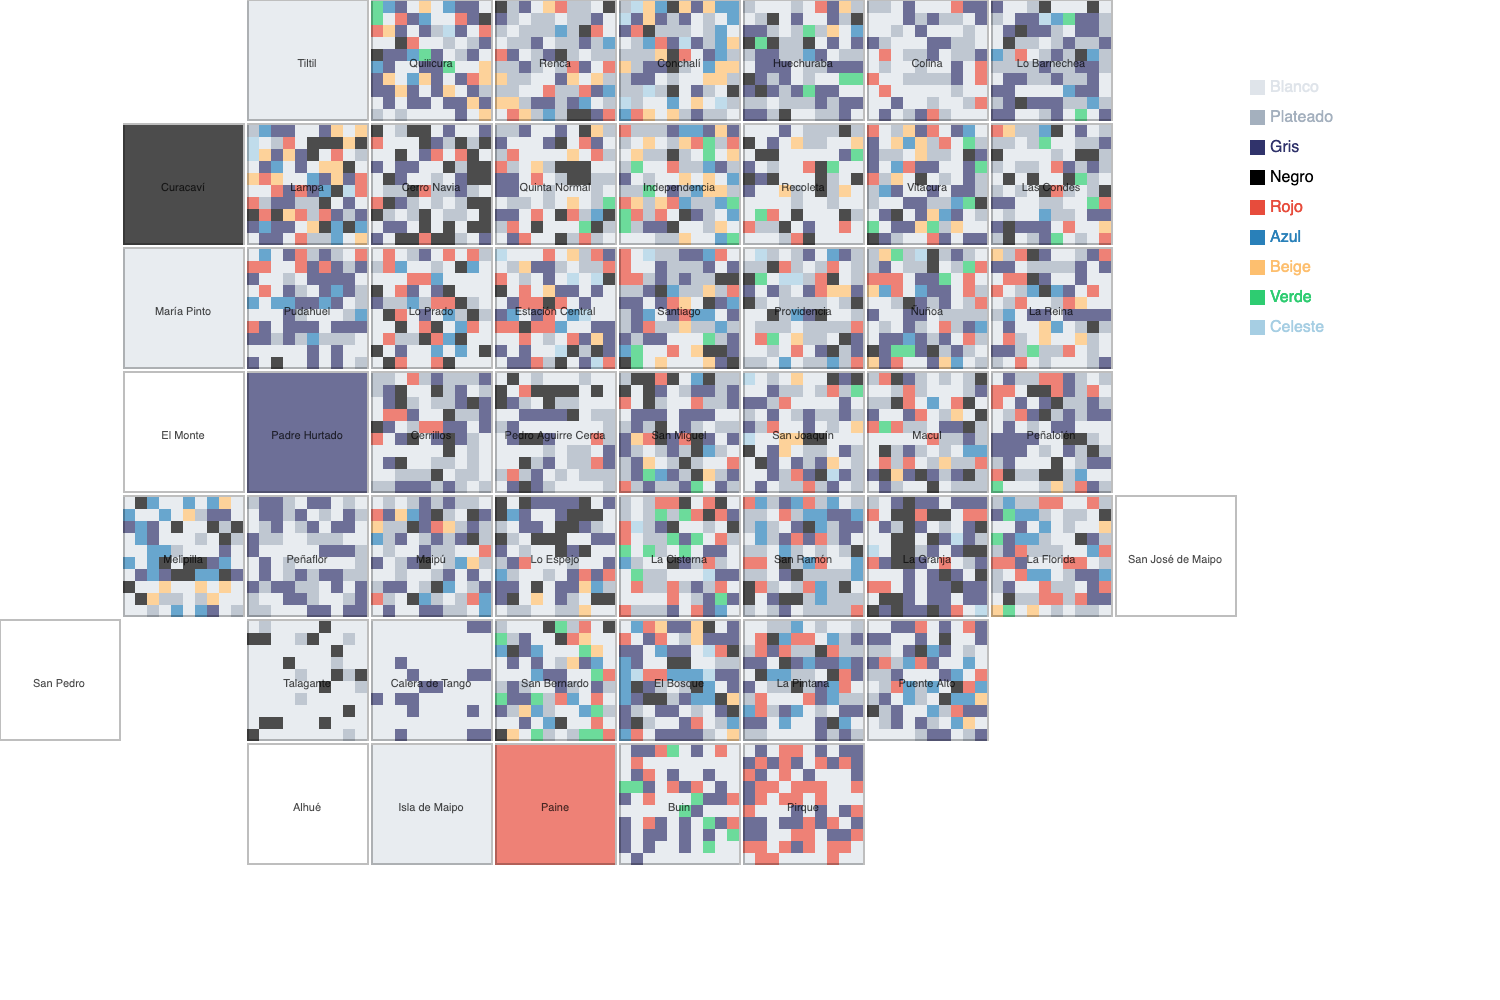 Tiltil
Quilicura
Renca
Conchalí
Huechuraba
Colina
Lo Barnechea
Blanco
Plateado
Gris
Negro
Rojo
Azul
Beige
Verde
Celeste
Curacaví
Lampa
Cerro Navia
Quinta Normal
Independencia
Recoleta
Vitacura
Las Condes
María Pinto
Pudahuel
Lo Prado
Estación Central
Santiago
Providencia
Ñuñoa
La Reina
El Monte
Padre Hurtado
Cerrillos
Pedro Aguirre Cerda
San Miguel
San Joaquín
Macul
Peñalolén
Melipilla
Peñaflor
Maipú
Lo Espejo
La Cisterna
San Ramón
La Granja
La Florida
San José de Maipo
San Pedro
Talagante
Calera de Tango
San Bernardo
El Bosque
La Pintana
Puente Alto
Alhué
Isla de Maipo
Paine
Buin
Pirque